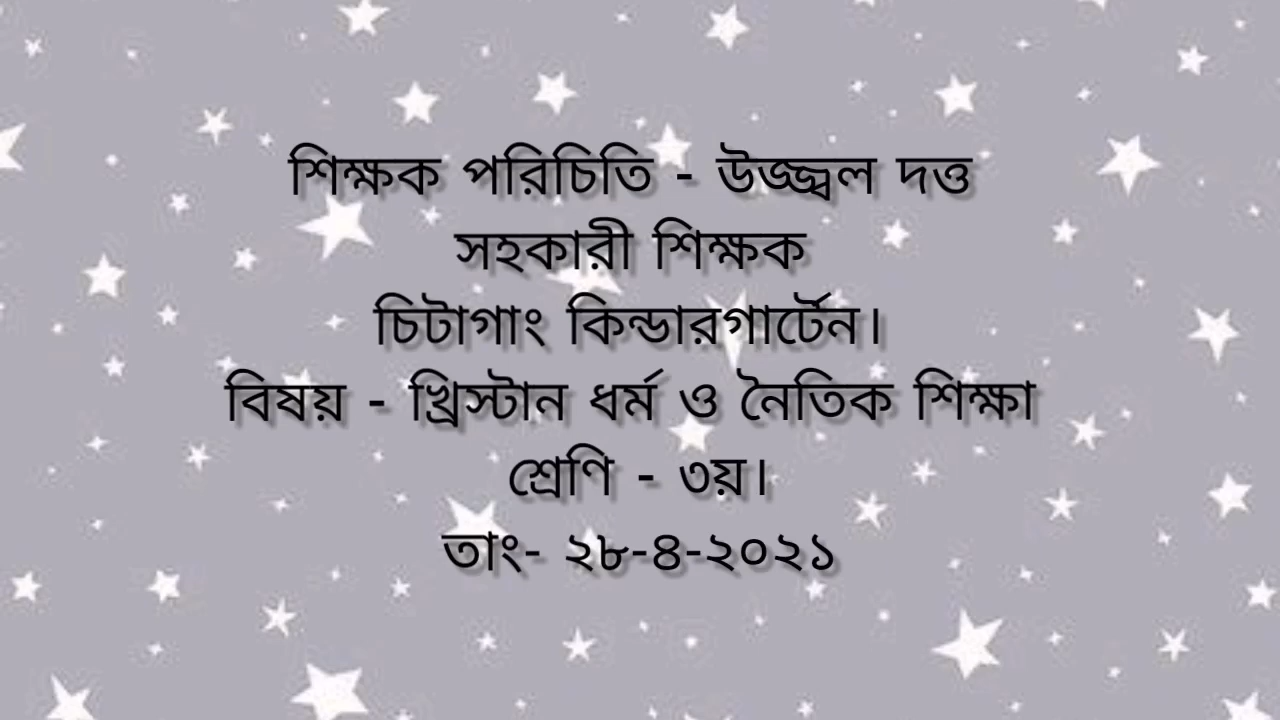 শিক্ষক পরিচিতি - উজ্জ্বল দত্ত
সহকারী শিক্ষক
চিটাগাং কিন্ডারগার্টেন।
বিষয় - খ্রিস্টান ধর্ম ও নৈতিক শিক্ষা
শ্রেণি - ৩য়।
তাং- ২৮-৪-২০২১